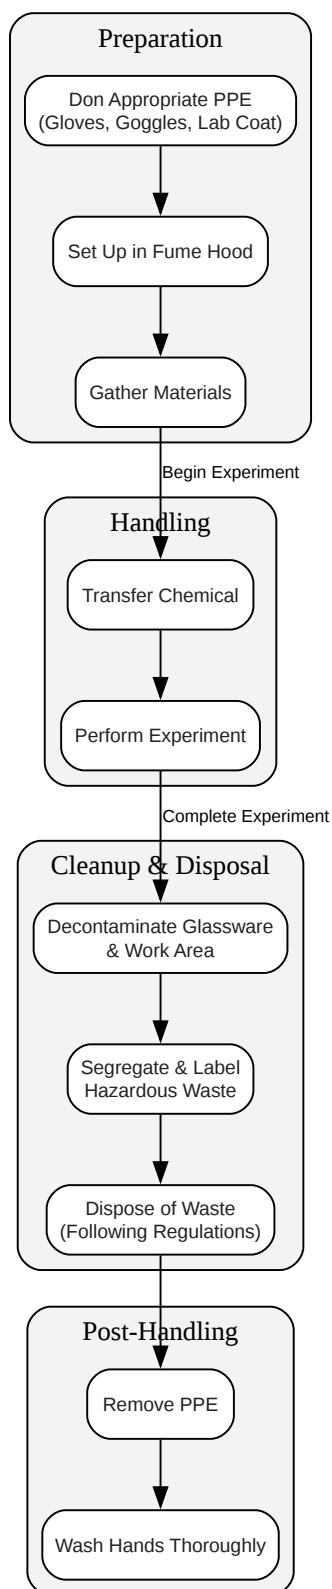 Preparation
Don Appropriate PPE
(Gloves, Goggles, Lab Coat)
Set Up in Fume Hood
Gather Materials
Begin Experiment
Handling
Transfer Chemical
Perform Experiment
Complete Experiment
Cleanup & Disposal
Decontaminate Glassware
& Work Area
Segregate & Label
Hazardous Waste
Dispose of Waste
(Following Regulations)
Post-Handling
Remove PPE
Wash Hands Thoroughly